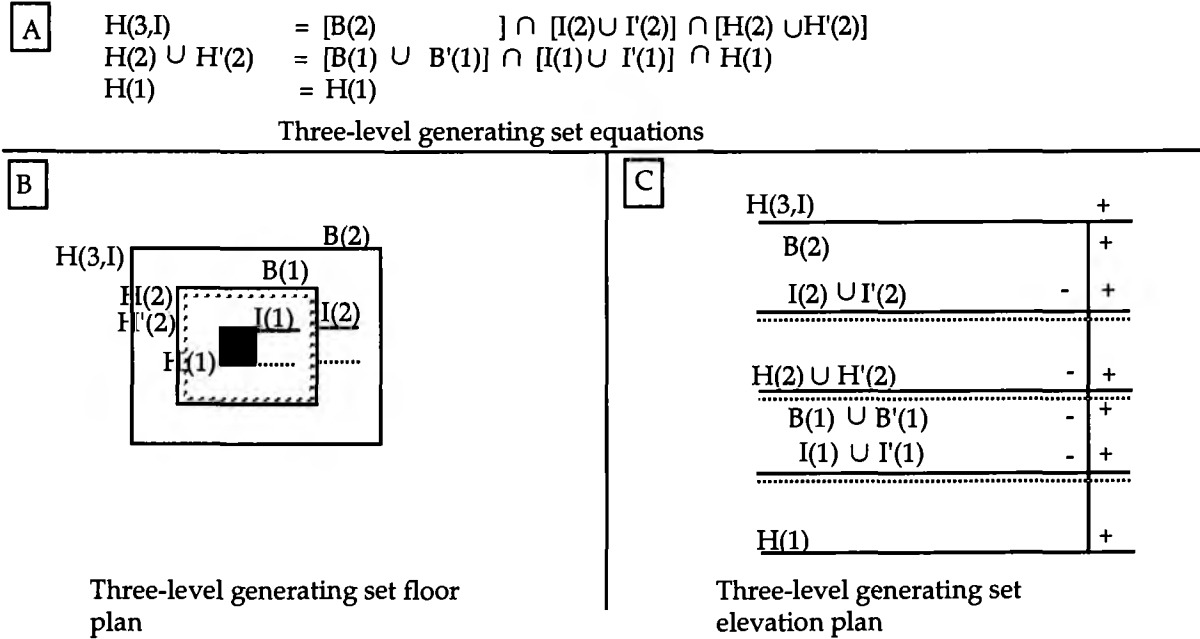 A
H(3,I) = [B(2) ] ∩ [I(2)∪ I'(2)] ∩ [H(2) ∪H'(2)]
H(2) ∪ H'(2) = [B(1) ∪ B'(1)] ∩ [I(1)∪ I'(1)] ∩ H(1)
H(1) = H(1)
Three-level generating set equations
B
B(2)
H(3,I)
B(1)
H(2)
H'(2)
I(1)
I(2)
H(1)
Three-level generating set floor
plan
C
H(3,I) +
B(2) +
I(2) ∪ I'(2) - +
H(2) ∪ H'(2) - +
B(1) ∪ B'(1) - +
I(1) ∪ I'(1) - +
H(1) +
Three-level generating set
elevation plan